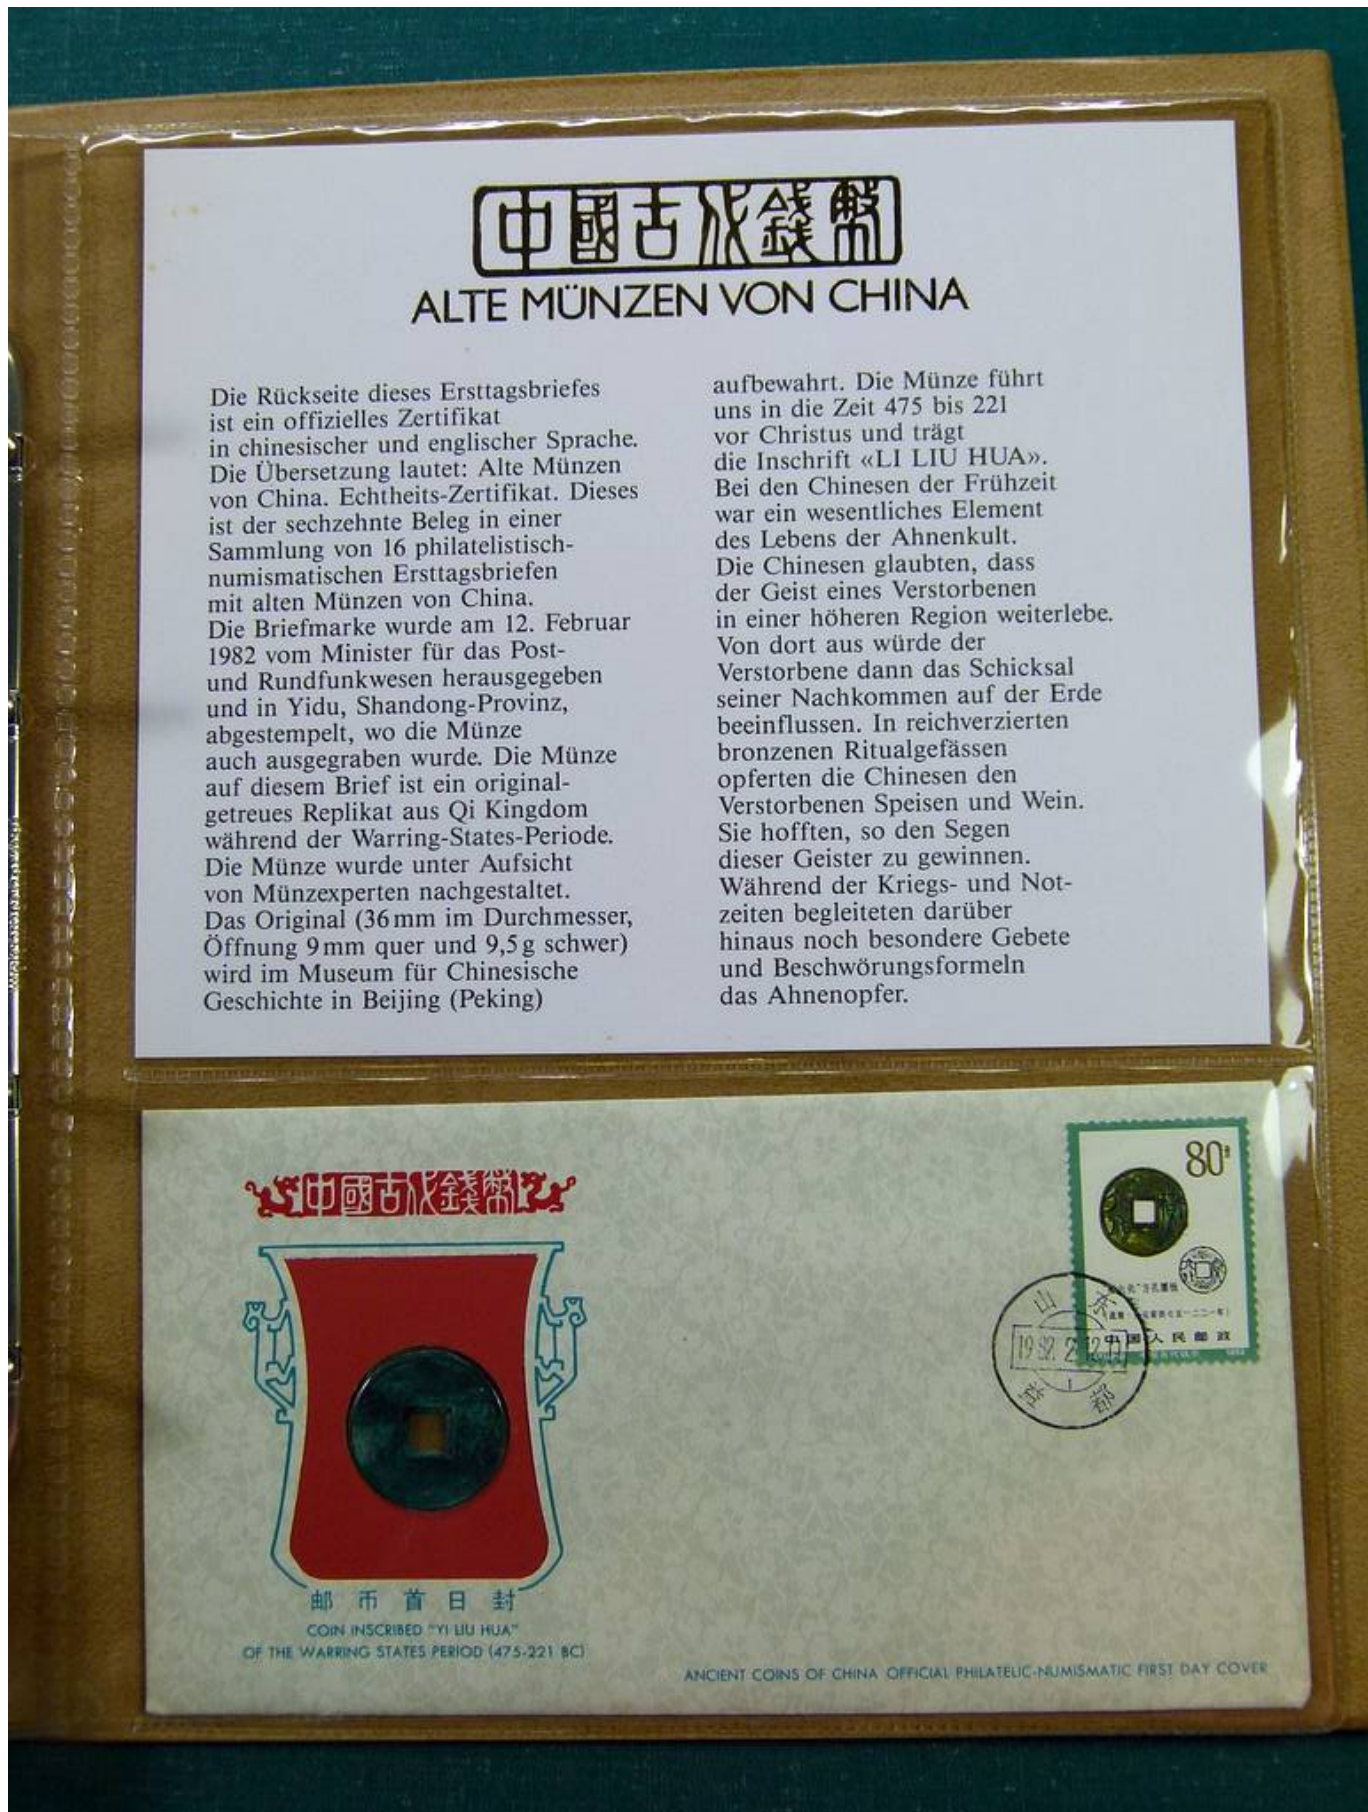 中國古代錢幣
ALTE MÜNZEN VON CHINA
Die Rückseite dieses Ersttagsbriefes
ist ein offizielles Zertifikat
in chinesischer und englischer Sprache.
Die Übersetzung lautet: Alte Münzen
von China. Echtheits-Zertifikat. Dieses
ist der sechzehnte Beleg in einer
Sammlung von 16 philatelistisch-
numismatischen Ersttagsbriefen
mit alten Münzen von China.
Die Briefmarke wurde am 12. Februar
1982 vom Minister für das Post-
und Rundfunkwesen herausgegeben
und in Yidu, Shandong-Provinz,
abgestempelt, wo die Münze
auch ausgegraben wurde. Die Münze
auf diesem Brief ist ein original-
getreues Replikat aus Qi Kingdom
während der Warring-States-Periode.
Die Münze wurde unter Aufsicht
von Münzexperten nachgestaltet.
Das Original (36 mm im Durchmesser,
Öffnung 9 mm quer und 9,5 g schwer)
wird im Museum für Chinesische
Geschichte in Beijing (Peking)
aufbewahrt. Die Münze führt
uns in die Zeit 475 bis 221
vor Christus und trägt
die Inschrift «LI LIU HUA».
Bei den Chinesen der Frühzeit
war ein wesentliches Element
des Lebens der Ahnenkult.
Die Chinesen glaubten, dass
der Geist eines Verstorbenen
in einer höheren Region weiterlebe.
Von dort aus würde der
Verstorbene dann das Schicksal
seiner Nachkommen auf der Erde
beeinflussen. In reichverzierten
bronzenen Ritualgefässen
opferten die Chinesen den
Verstorbenen Speisen und Wein.
Sie hofften, so den Segen
dieser Geister zu gewinnen.
Während der Kriegs- und Not-
zeiten begleiteten darüber
hinaus noch besondere Gebete
und Beschwörungsformeln
das Ahnenopfer.
中國古代錢幣
80
中国人民邮政
山东
1982.2.12
都
邮币首日封
COIN INSCRIBED "YI LIU HUA"
OF THE WARRING STATES PERIOD (475-221 BC)
ANCIENT COINS OF CHINA OFFICIAL PHILATELIC-NUMISMATIC FIRST DAY COVER